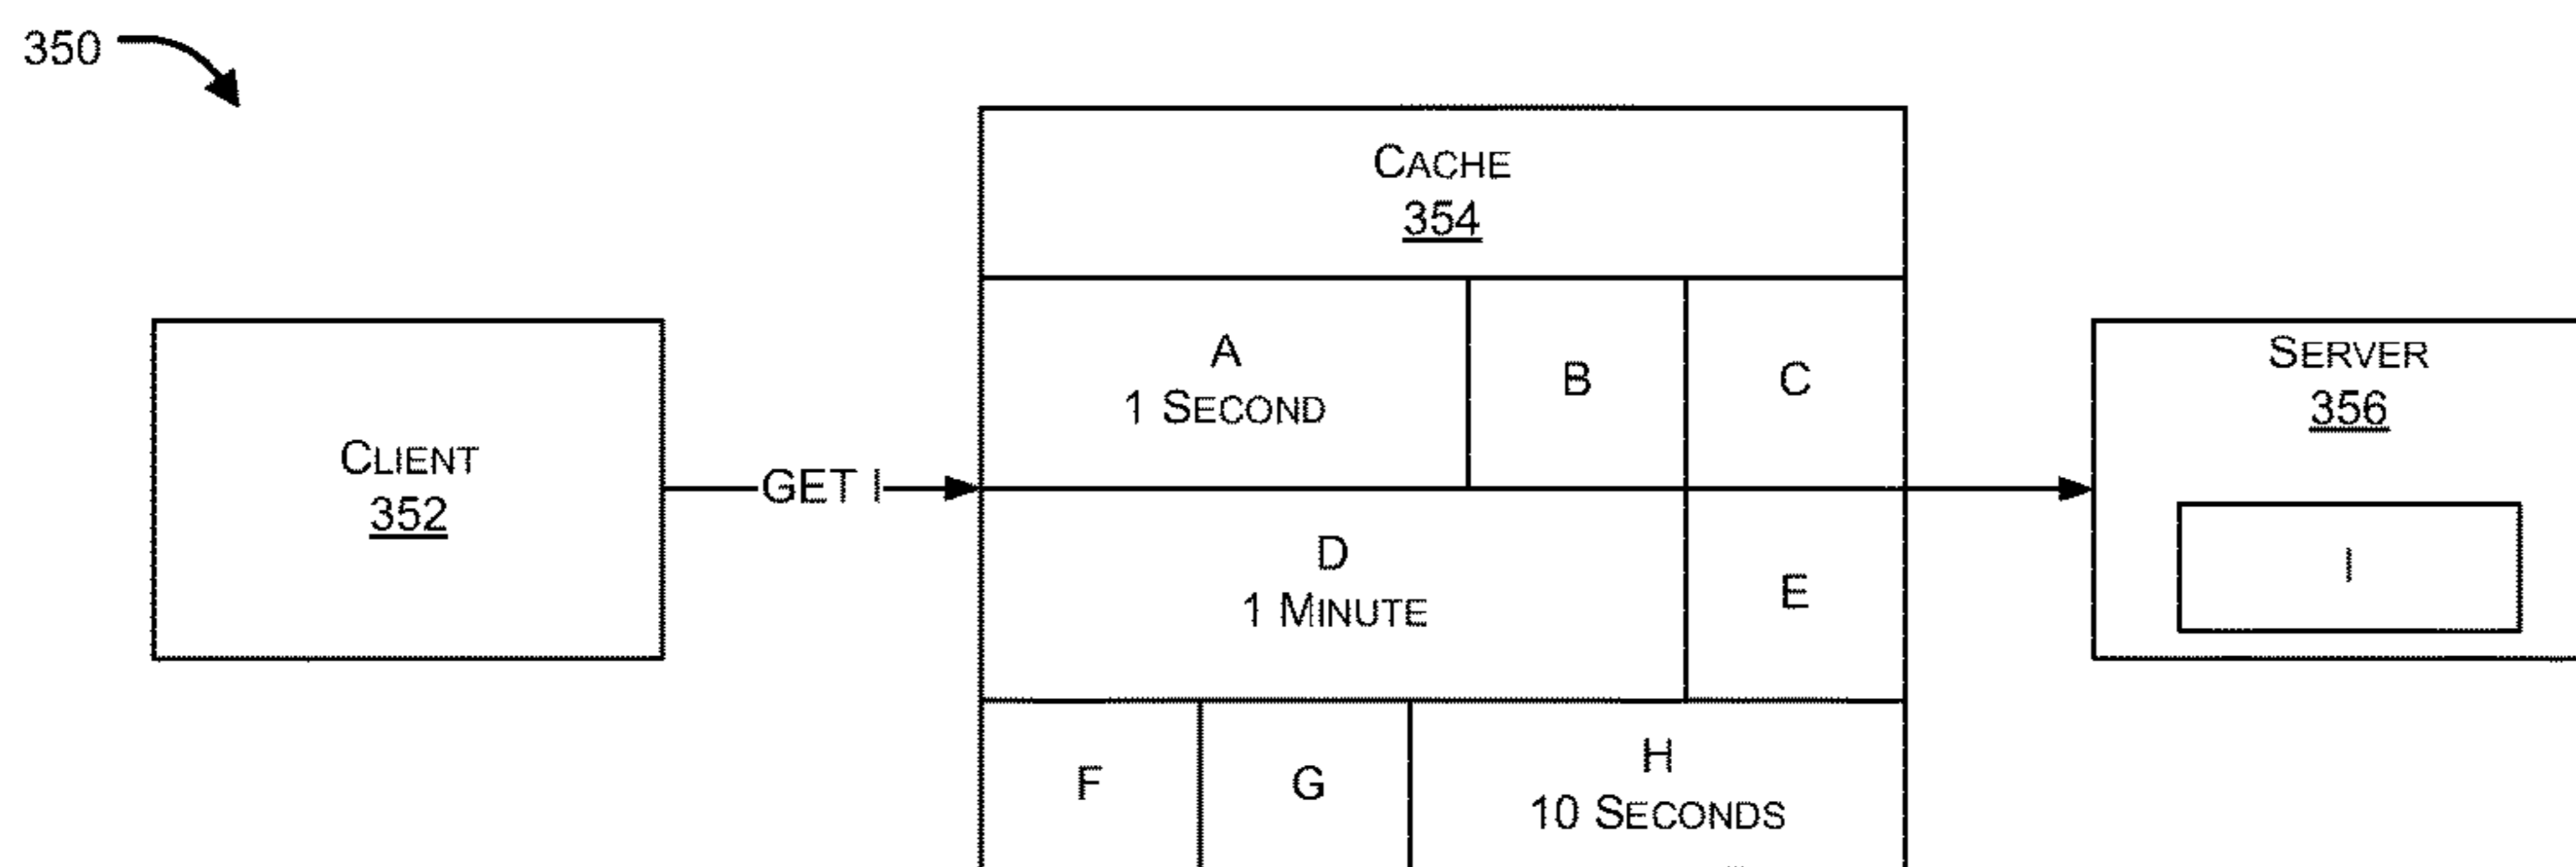 350
CACHE
354
A
1 SECOND
B
C
SERVER
356
CLIENT
352
GET I
I
D
1 MINUTE
E
F
G
H
10 SECONDS